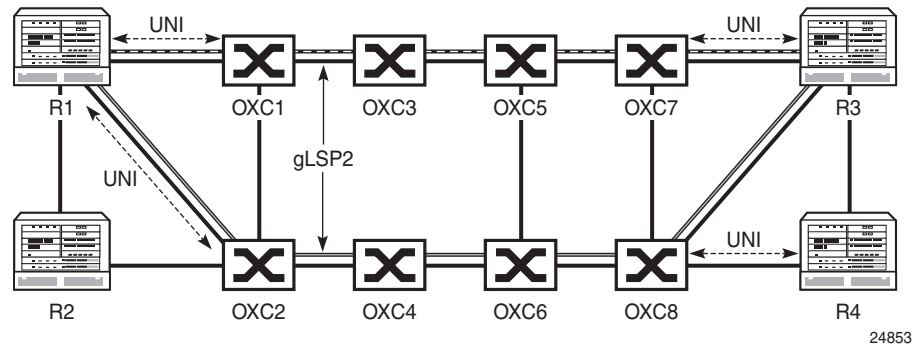 UNI UNI
R1 OXC1 OXC3 OXC5 OXC7 R3
gLSP2
UNI
UNI
R2 OXC2 OXC4 OXC6 OXC8 R4
24853